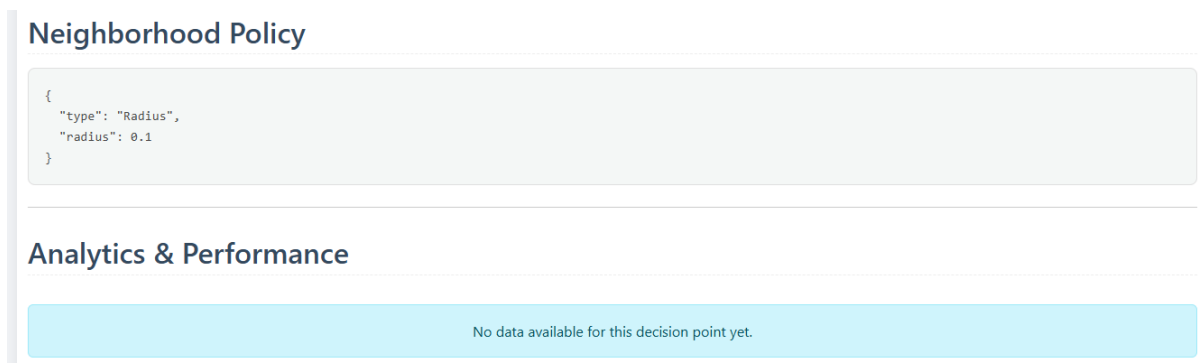 Neighborhood Policy
{
  "type": "Radius",
  "radius": 0.1
}
Analytics & Performance
No data available for this decision point yet.